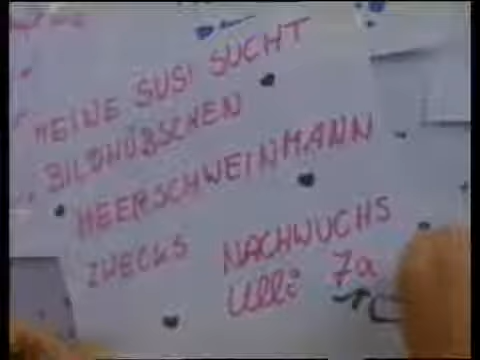 MEINE SUSI SUCHT
BILDHÜBSCHEN
MEERSCHWEINMANN
ZWECKS NACHWUCHS
Ulli 7a